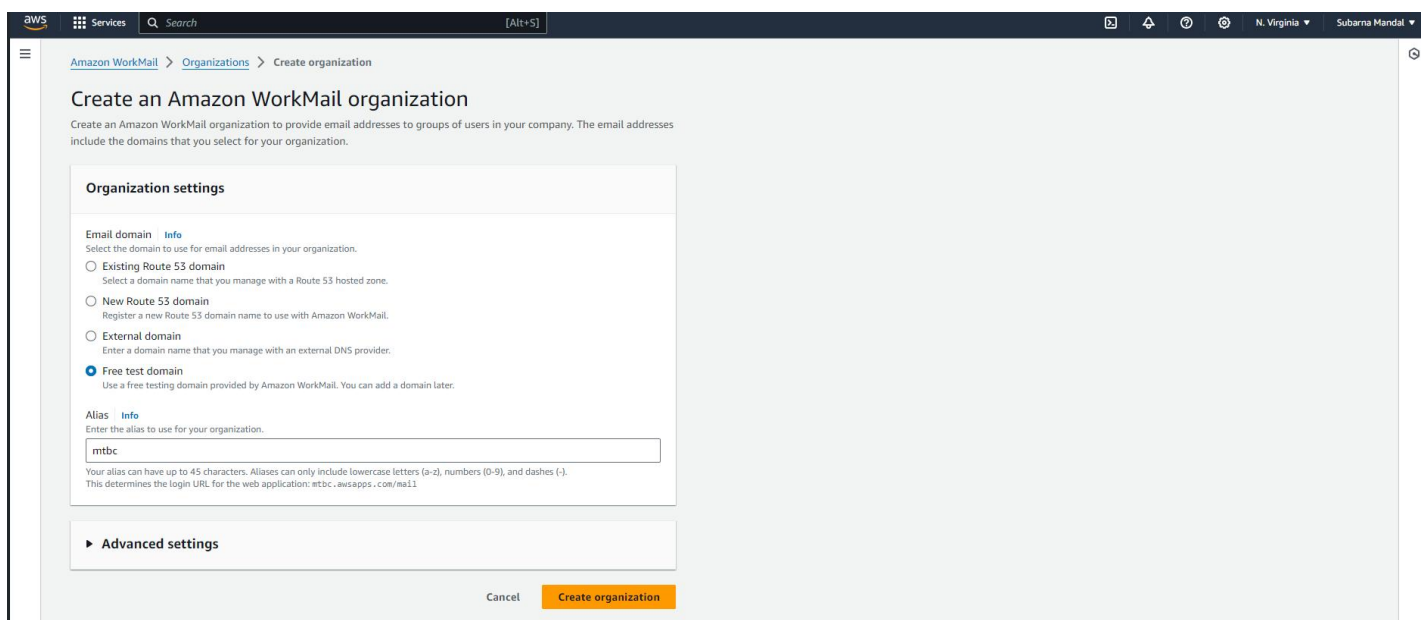 aws Services Search [Alt+S] N. Virginia Subarna Mandal
Amazon WorkMail > Organizations > Create organization
Create an Amazon WorkMail organization
Create an Amazon WorkMail organization to provide email addresses to groups of users in your company. The email addresses
include the domains that you select for your organization.
Organization settings
Email domain Info
Select the domain to use for email addresses in your organization.
Existing Route 53 domain
Select a domain name that you manage with a Route 53 hosted zone.
New Route 53 domain
Register a new Route 53 domain name to use with Amazon WorkMail.
External domain
Enter a domain name that you manage with an external DNS provider.
Free test domain
Use a free testing domain provided by Amazon WorkMail. You can add a domain later.
Alias Info
Enter the alias to use for your organization.
mtbc
Your alias can have up to 45 characters. Aliases can only include lowercase letters (a-z), numbers (0-9), and dashes (-).
This determines the login URL for the web application: mtbc.awsapps.com/mail
Advanced settings
Cancel Create organization